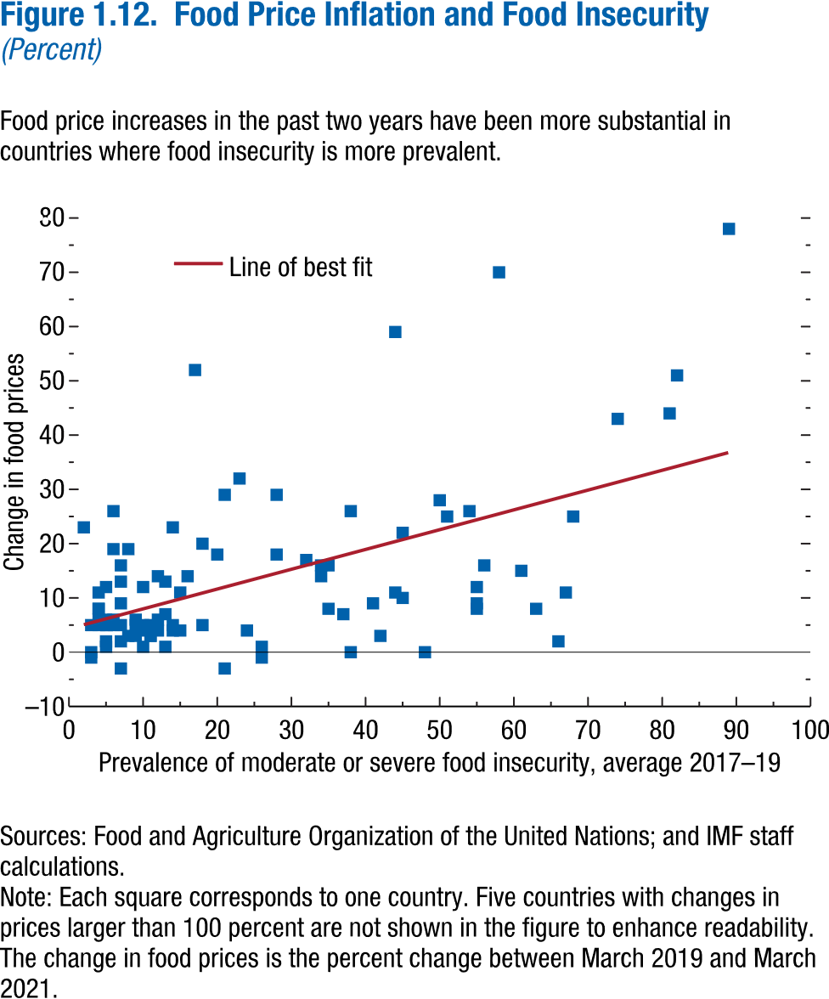 Figure 1.12. Food Price Inflation and Food Insecurity
(Percent)
Food price increases in the past two years have been more substantial in
countries where food insecurity is more prevalent.
80
70
60
50
40
30
20
10
0
–10
Change in food prices
Line of best fit
0 10 20 30 40 50 60 70 80 90 100
Prevalence of moderate or severe food insecurity, average 2017–19
Sources: Food and Agriculture Organization of the United Nations; and IMF staff
calculations.
Note: Each square corresponds to one country. Five countries with changes in
prices larger than 100 percent are not shown in the figure to enhance readability.
The change in food prices is the percent change between March 2019 and March
2021.